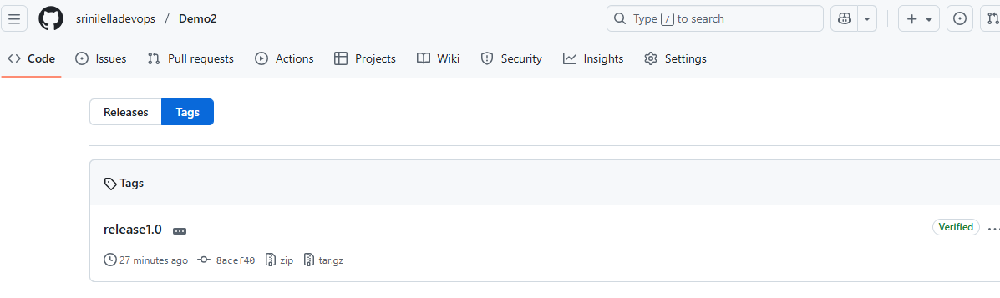 srinilelladevops / Demo2 Type / to search
Code Issues Pull requests Actions Projects Wiki Security Insights Settings
Releases Tags
Tags
release1.0 Verified
27 minutes ago 8acef40 zip tar.gz